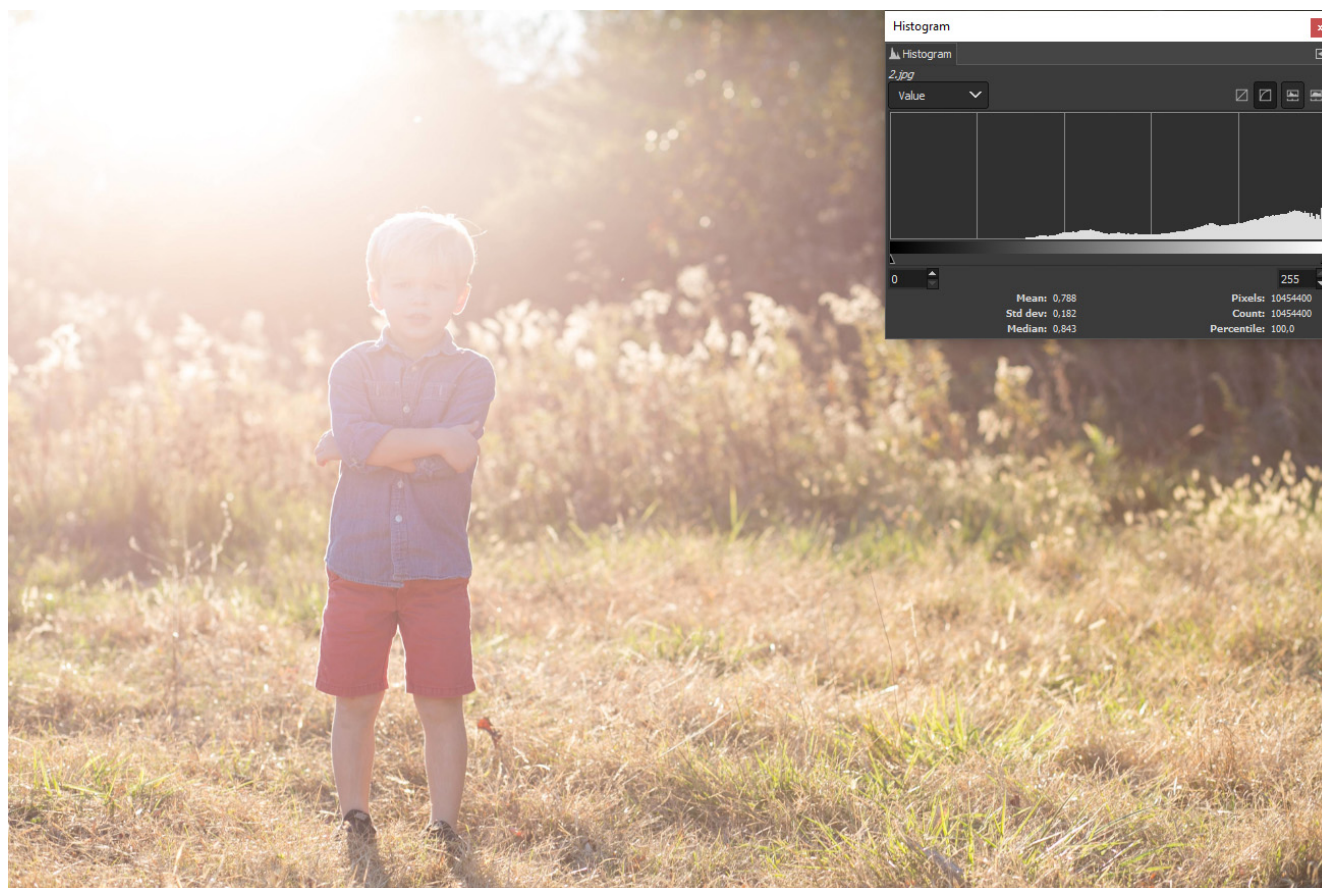 Histogram
Histogram
2.jpg
Value
0 255
Mean: 0,788 Pixels: 10454400
Std dev: 0,182 Count: 10454400
Median: 0,843 Percentile: 100,0